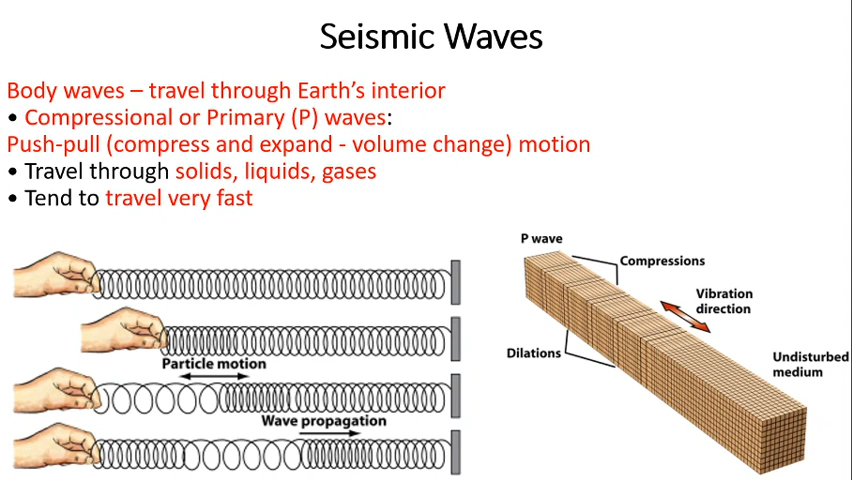 Seismic Waves
Body waves – travel through Earth's interior
• Compressional or Primary (P) waves:
Push-pull (compress and expand - volume change) motion
• Travel through solids, liquids, gases
• Tend to travel very fast
P wave
Compressions
Vibration
direction
Dilations
Undisturbed
medium
Particle motion
Wave propagation